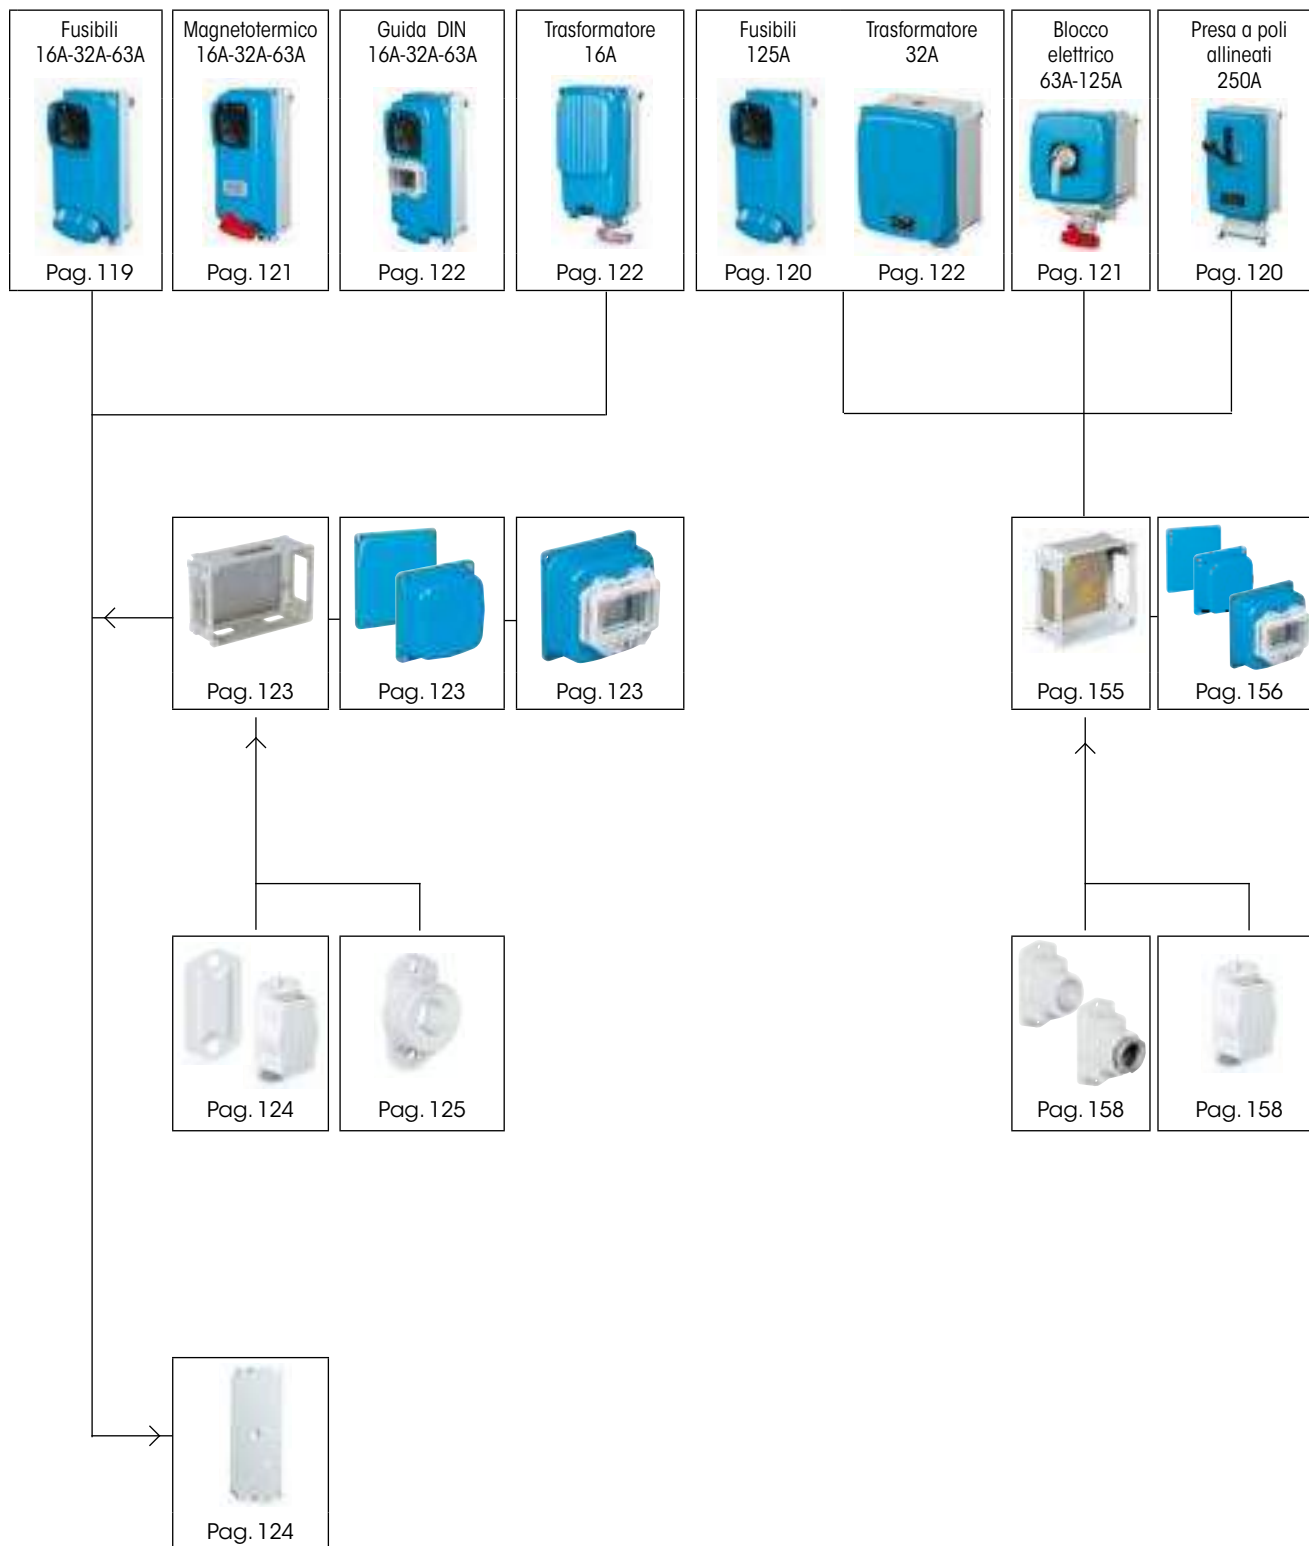 Fusibili
16A-32A-63A
Pag. 119
Magnetotermico
16A-32A-63A
Pag. 121
Guida DIN
16A-32A-63A
Pag. 122
Trasformatore
16A
Pag. 122
Fusibili
125A
Pag. 120
Trasformatore
32A
Pag. 122
Blocco
elettrico
63A-125A
Pag. 121
Presa a poli
allineati
250A
Pag. 120
Pag. 123
Pag. 123
Pag. 123
Pag. 155
Pag. 156
Pag. 124
Pag. 125
Pag. 158
Pag. 158
Pag. 124